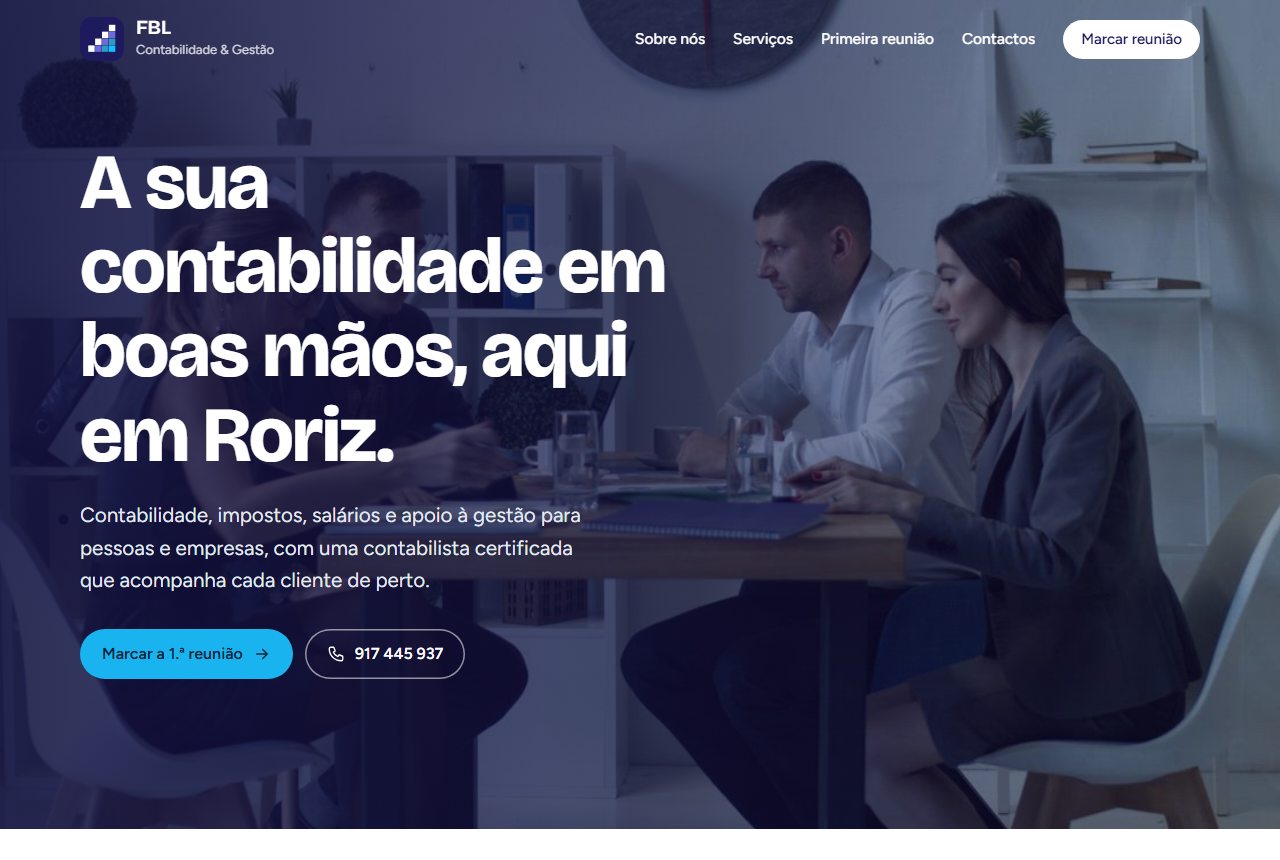 FBL
Contabilidade & Gestão
Sobre nós
Serviços
Primeira reunião
Contactos
Marcar reunião
A sua
contabilidade em
boas mãos, aqui
em Roriz.
Contabilidade, impostos, salários e apoio à gestão para
pessoas e empresas, com uma contabilista certificada
que acompanha cada cliente de perto.
Marcar a 1.ª reunião
917 445 937